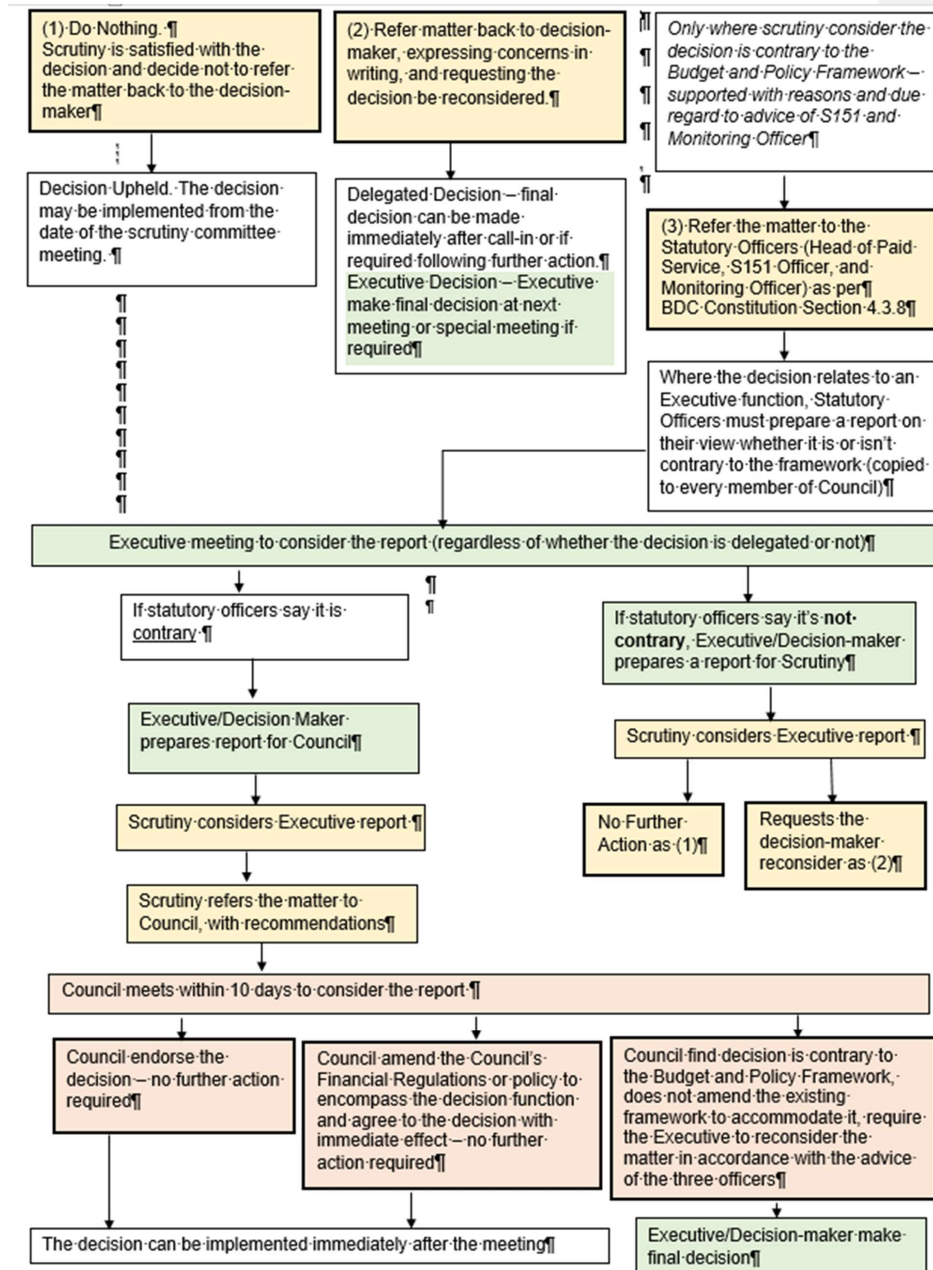 (1) Do Nothing. ¶
Scrutiny is satisfied with the
decision and decide not to refer
the matter back to the decision-
maker¶
(2) Refer matter back to decision-
maker, expressing concerns in
writing, and requesting the
decision be reconsidered.¶
Only where scrutiny consider the
decision is contrary to the
Budget and Policy Framework –
supported with reasons and due
regard to advice of S151 and
Monitoring Officer¶
Decision Upheld. The decision
may be implemented from the
date of the scrutiny committee
meeting. ¶
Delegated Decision – final
decision can be made
immediately after call-in or if
required following further action.¶
Executive Decision – Executive
make final decision at next
meeting or special meeting if
required¶
(3) Refer the matter to the
Statutory Officers (Head of Paid
Service, S151 Officer, and
Monitoring Officer) as per¶
BDC Constitution Section 4.3.8¶
Where the decision relates to an
Executive function, Statutory
Officers must prepare a report on
their view whether it is or isn't
contrary to the framework (copied
to every member of Council)¶
Executive meeting to consider the report (regardless of whether the decision is delegated or not)¶
If statutory officers say it is
contrary ¶
If statutory officers say it's not
contrary, Executive/Decision-maker
prepares a report for Scrutiny¶
Executive/Decision Maker
prepares report for Council¶
Scrutiny considers Executive report ¶
Scrutiny considers Executive report ¶
No Further
Action as (1)¶
Requests the
decision-maker
reconsider as (2)¶
Scrutiny refers the matter to
Council, with recommendations¶
Council meets within 10 days to consider the report ¶
Council endorse the
decision – no further action
required¶
Council amend the Council's
Financial Regulations or policy to
encompass the decision function
and agree to the decision with
immediate effect – no further
action required¶
Council find decision is contrary to
the Budget and Policy Framework,
does not amend the existing
framework to accommodate it, require
the Executive to reconsider the
matter in accordance with the advice
of the three officers¶
The decision can be implemented immediately after the meeting¶
Executive/Decision-maker make
final decision¶